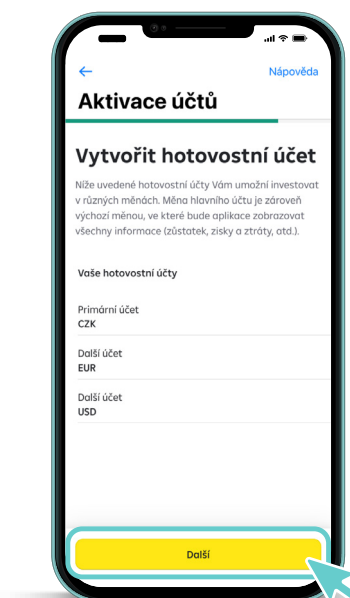 Nápověda
Aktivace účtů
Vytvořit hotovostní účet
Níže uvedené hotovostní účty Vám umožní investovat
v různých měnách. Měna hlavního účtu je zároveň
výchozí měnou, ve které bude aplikace zobrazovat
všechny informace (zůstatek, zisky a ztráty, atd.).
Vaše hotovostní účty
Primární účet
CZK
Další účet
EUR
Další účet
USD
Další